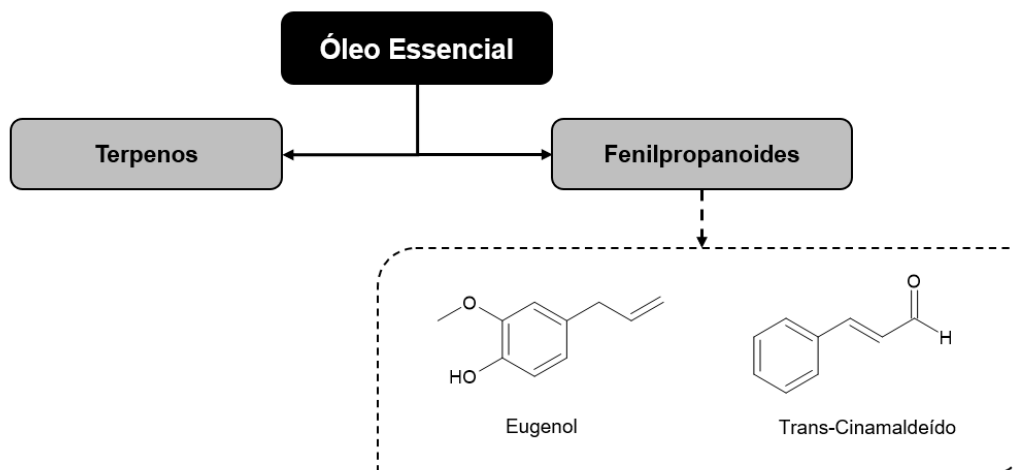 Óleo Essencial
Terpenos
Fenilpropanoides
O
HO
O
H
Eugenol
Trans-Cinamaldeído